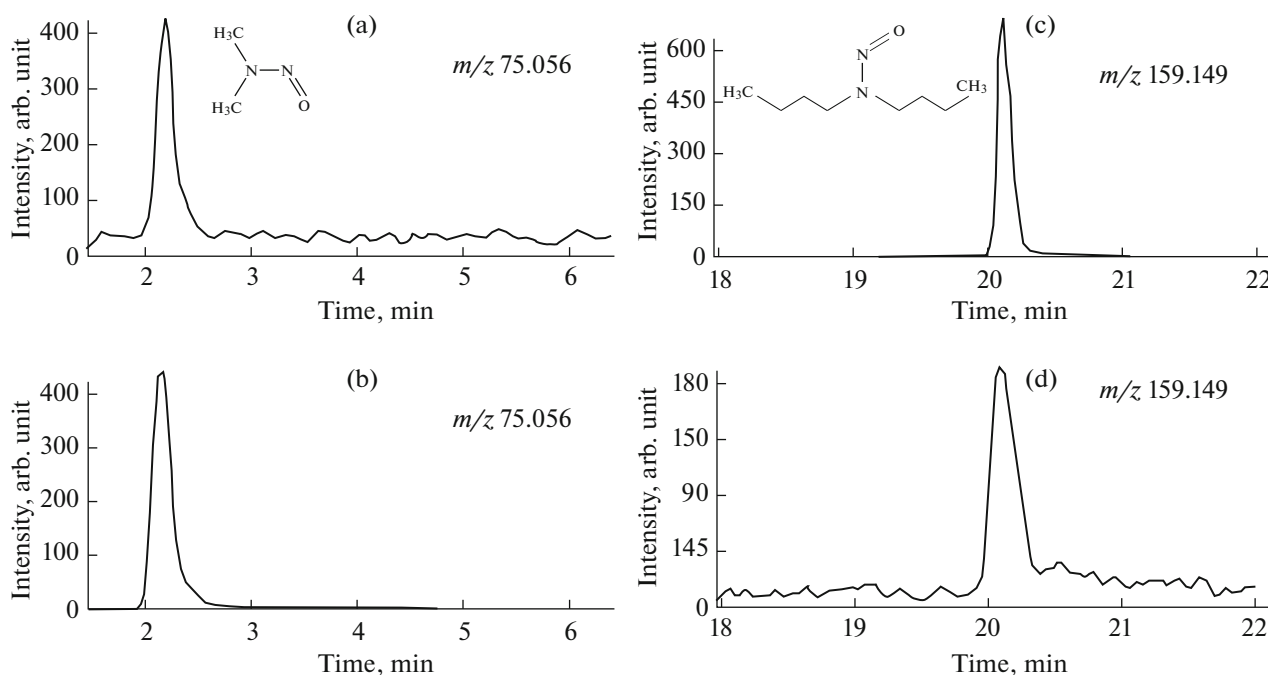 (a)
m/z 75.056
H3C
N
N
H3C
O
Intensity, arb. unit
400
300
200
100
0
2 3 4 5 6
Time, min
(c)
m/z 159.149
O
N
H3C
N
CH3
Intensity, arb. unit
600
450
300
150
0
18 19 20 21 22
Time, min
(b)
m/z 75.056
Intensity, arb. unit
400
300
200
100
0
2 3 4 5 6
Time, min
(d)
m/z 159.149
Intensity, arb. unit
180
150
90
145
0
18 19 20 21 22
Time, min